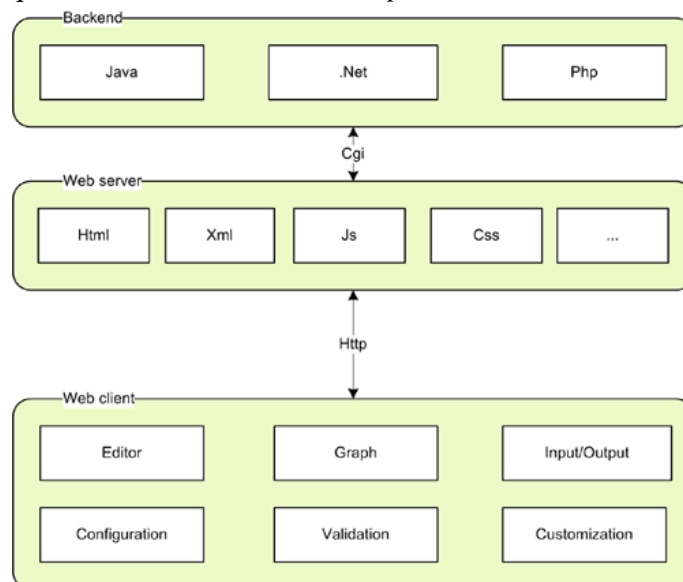 Backend
Java
.Net
Php
Cgi
Web server
Html
Xml
Js
Css
...
Http
Web client
Editor
Graph
Input/Output
Configuration
Validation
Customization